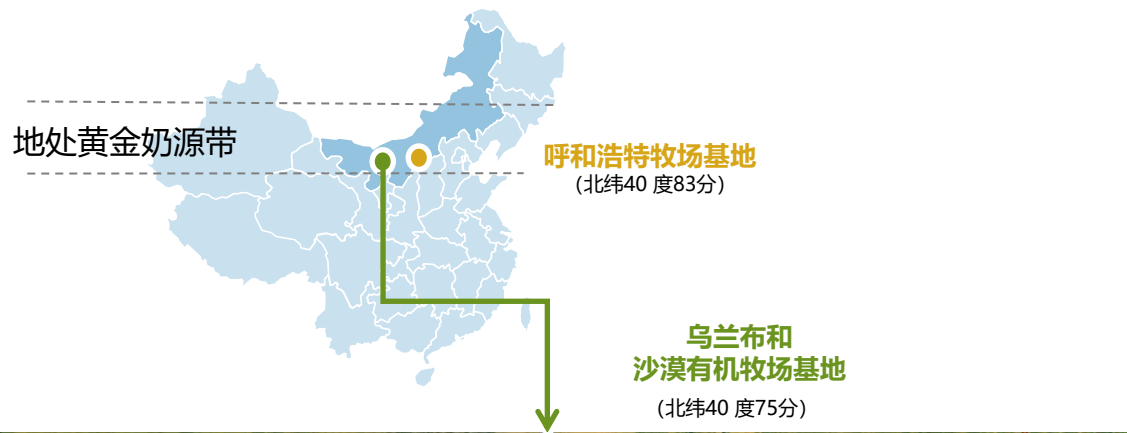 地处黄金奶源带
呼和浩特牧场基地
(北纬40 度83分)
乌兰布和
沙漠有机牧场基地
(北纬40 度75分)